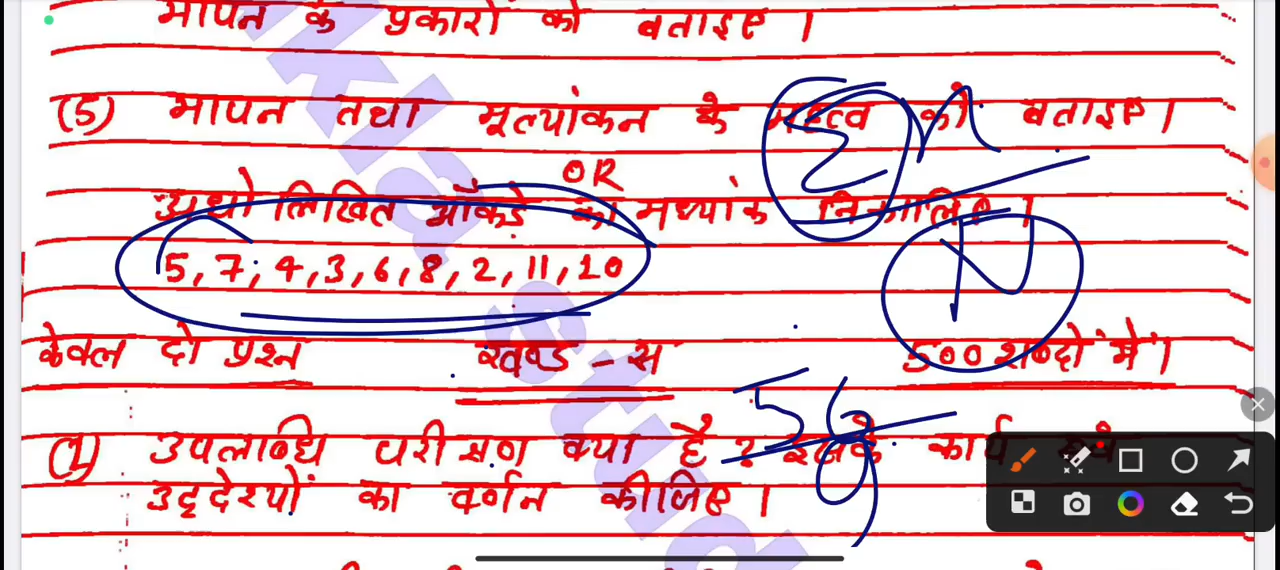 मापन के प्रकारों को बताइए।
(5) मापन तथा मूल्यांकन के महत्व को बताइए।
OR
अधोलिखित आँकड़े का मध्यांक निकालिए।
5, 7, 4, 3, 6, 8, 2, 11, 10
केवल दो प्रश्न खण्ड - स 500 शब्दों में।
(1) उपलब्धि परीक्षण क्या है? इसके कार्य एवं
उद्देश्यों का वर्णन कीजिए।
Σ
N
56
9